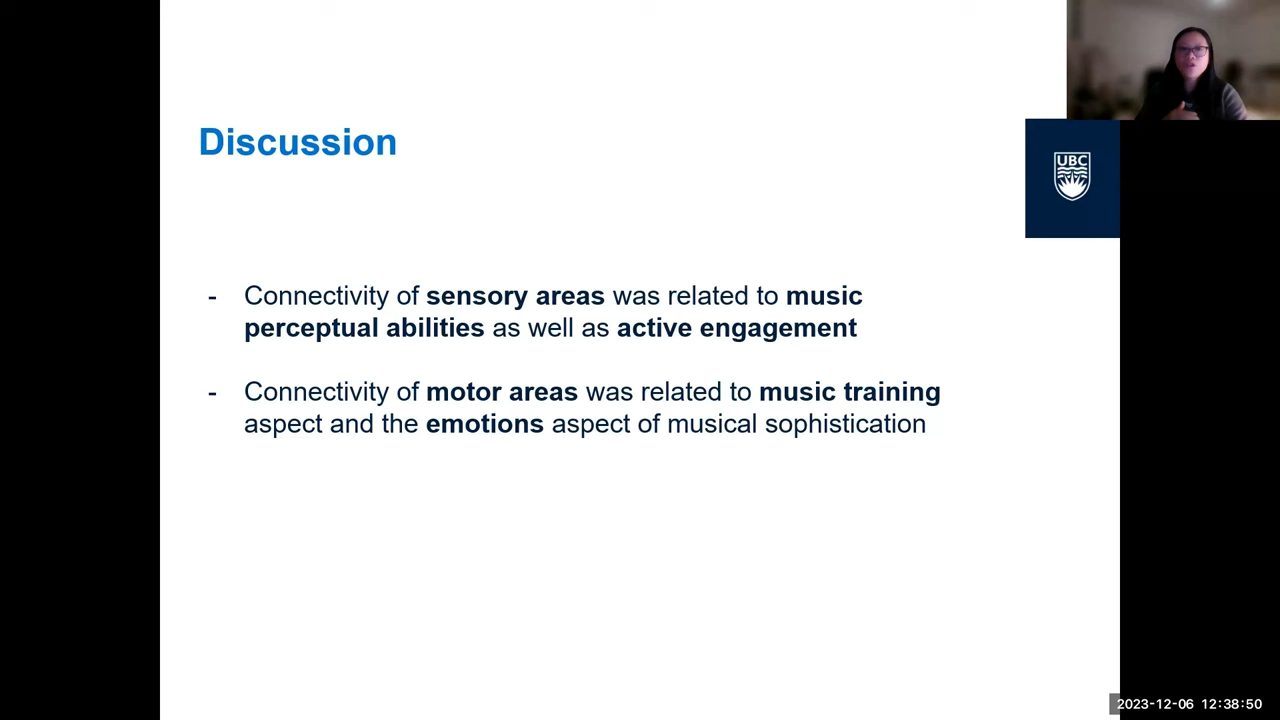 Discussion
UBC
- Connectivity of sensory areas was related to music
perceptual abilities as well as active engagement
- Connectivity of motor areas was related to music training
aspect and the emotions aspect of musical sophistication
2023-12-06 12:38:50